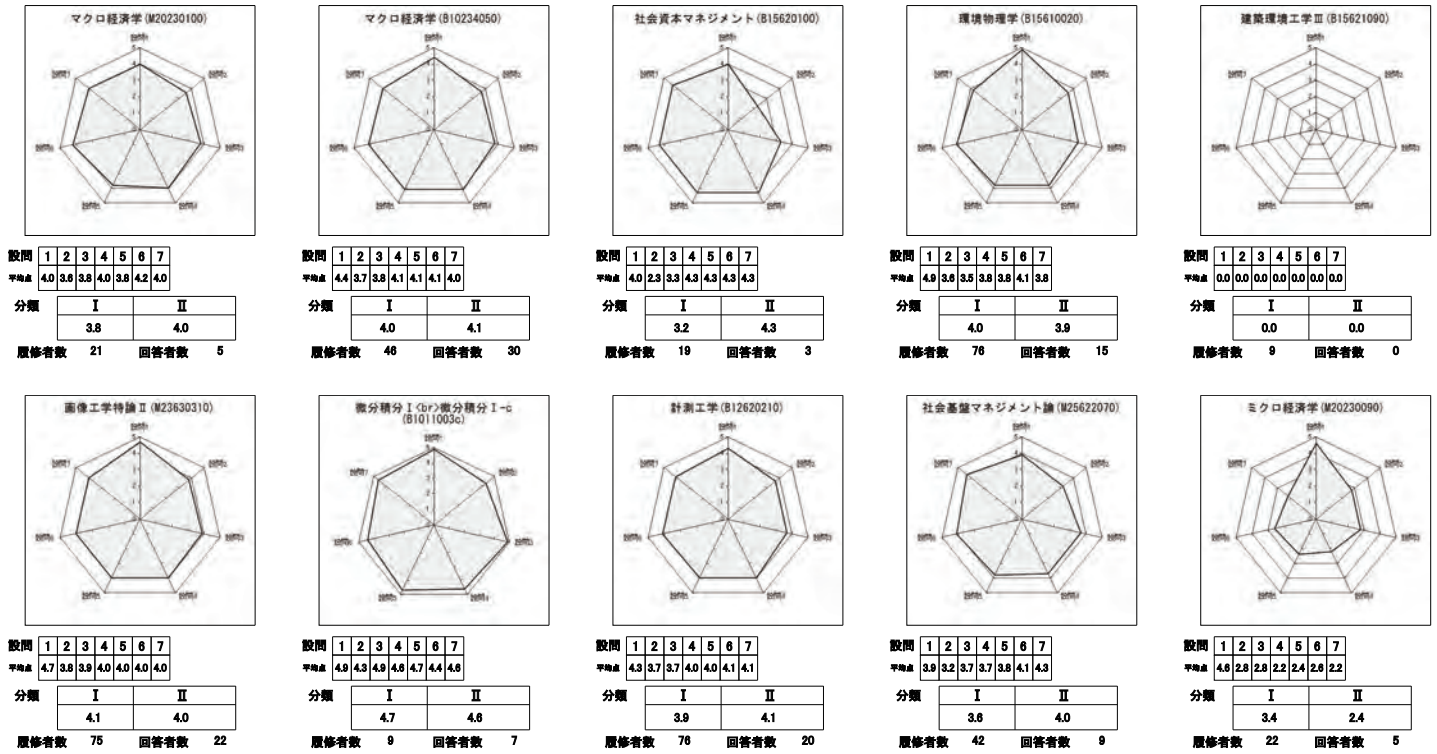 マクロ経済学(M20230100)
設問 1 2 3 4 5 6 7
平均点 4.0 3.6 3.8 4.0 3.8 4.2 4.0
分類 I II
3.8 4.0
履修者数 21 回答者数 5
マクロ経済学(B10234050)
設問 1 2 3 4 5 6 7
平均点 4.4 3.7 3.8 4.1 4.1 4.1 4.0
分類 I II
4.0 4.1
履修者数 46 回答者数 30
社会資本マネジメント(B15620100)
設問 1 2 3 4 5 6 7
平均点 4.0 2.3 3.3 4.3 4.3 4.3 4.3
分類 I II
3.2 4.3
履修者数 19 回答者数 3
環境物理学(B15610020)
設問 1 2 3 4 5 6 7
平均点 4.9 3.6 3.5 3.8 3.8 4.1 3.8
分類 I II
4.0 3.9
履修者数 76 回答者数 15
建築環境工学Ⅲ(B15621090)
設問 1 2 3 4 5 6 7
平均点 0.0 0.0 0.0 0.0 0.0 0.0 0.0
分類 I II
0.0 0.0
履修者数 9 回答者数 0
画像工学特論Ⅱ(M23630310)
設問 1 2 3 4 5 6 7
平均点 4.7 3.8 3.9 4.0 4.0 4.0 4.0
分類 I II
4.1 4.0
履修者数 75 回答者数 22
微分積分Ⅰ<br>微分積分Ⅰ-c
(B1011003c)
設問 1 2 3 4 5 6 7
平均点 4.9 4.3 4.9 4.6 4.7 4.4 4.6
分類 I II
4.7 4.6
履修者数 9 回答者数 7
計測工学(B12620210)
設問 1 2 3 4 5 6 7
平均点 4.3 3.7 3.7 4.0 4.0 4.1 4.1
分類 I II
3.9 4.1
履修者数 76 回答者数 20
社会基盤マネジメント論(M25622070)
設問 1 2 3 4 5 6 7
平均点 3.9 3.2 3.7 3.7 3.8 4.1 4.3
分類 I II
3.6 4.0
履修者数 42 回答者数 9
ミクロ経済学(M20230090)
設問 1 2 3 4 5 6 7
平均点 4.6 2.8 2.8 2.2 2.4 2.6 2.2
分類 I II
3.4 2.4
履修者数 22 回答者数 5